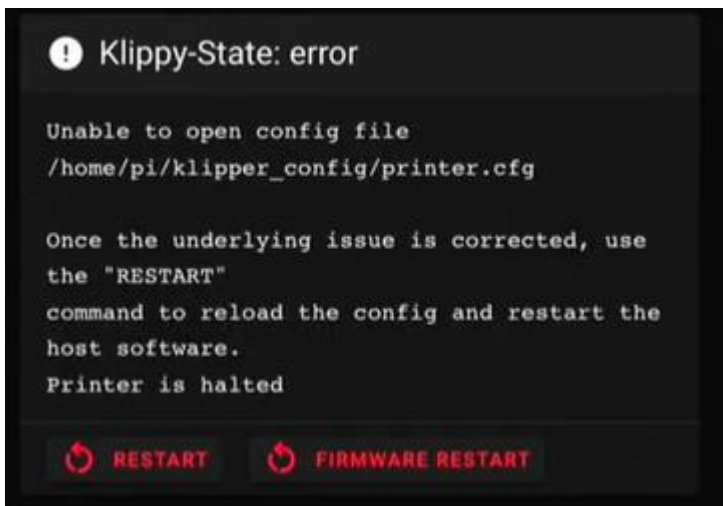 Klippy-State: error
Unable to open config file
/home/pi/klipper_config/printer.cfg
Once the underlying issue is corrected, use
the "RESTART"
command to reload the config and restart the
host software.
Printer is halted
RESTART
FIRMWARE RESTART